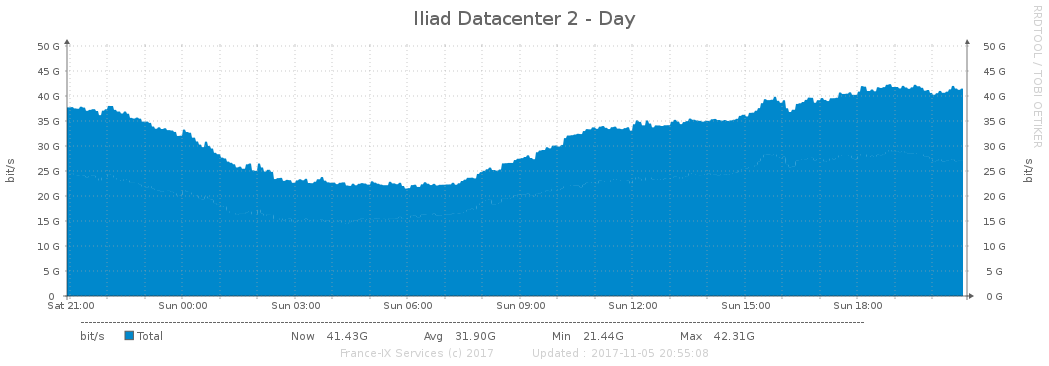 Iliad Datacenter 2 - Day
RRDTOOL / TOBI OETIKER
50 G 50 G
45 G 45 G
40 G 40 G
35 G 35 G
30 G 30 G
25 G 25 G
20 G 20 G
15 G 15 G
10 G 10 G
5 G 5 G
0 0 G
bit/s bit/s
Sat 21:00 Sun 00:00 Sun 03:00 Sun 06:00 Sun 09:00 Sun 12:00 Sun 15:00 Sun 18:00
bit/s Total Now 41.43G Avg 31.90G Min 21.44G Max 42.31G
France-IX Services (c) 2017 Updated : 2017-11-05 20:55:08